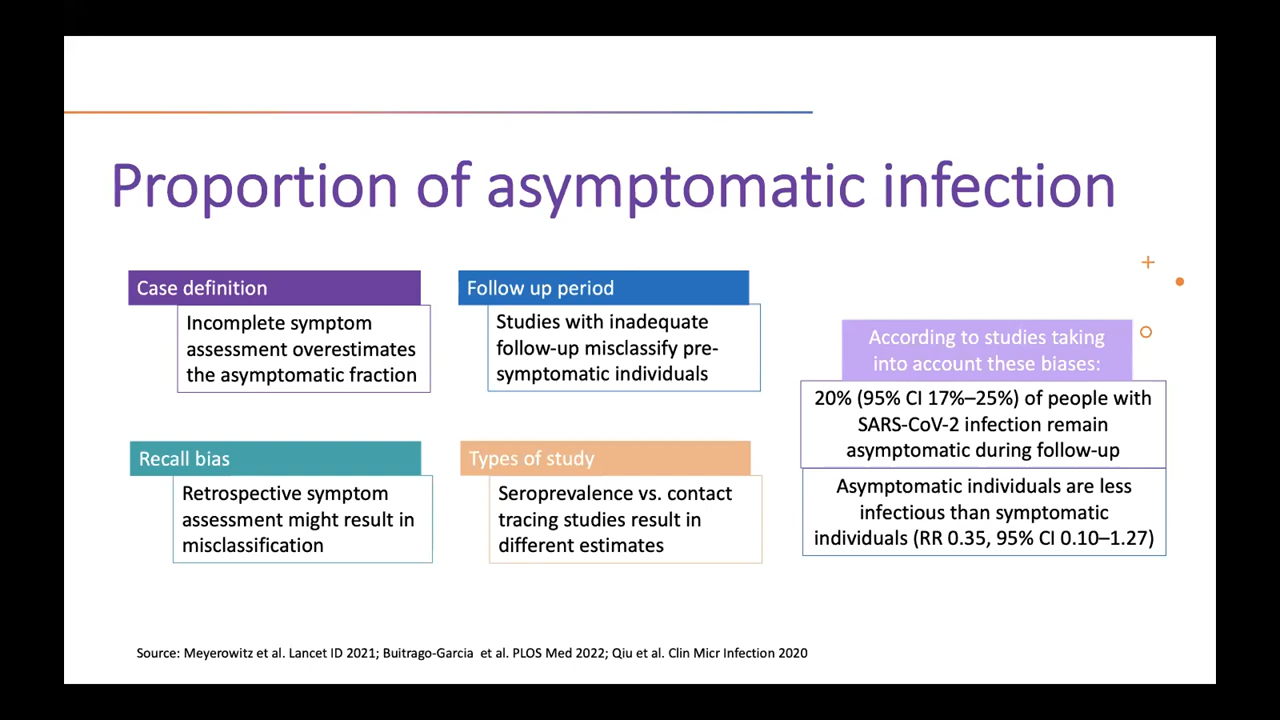 Proportion of asymptomatic infection
Case definition
Incomplete symptom
assessment overestimates
the asymptomatic fraction
Follow up period
Studies with inadequate
follow-up misclassify pre-
symptomatic individuals
Recall bias
Retrospective symptom
assessment might result in
misclassification
Types of study
Seroprevalence vs. contact
tracing studies result in
different estimates
According to studies taking
into account these biases:
20% (95% CI 17%–25%) of people with
SARS-CoV-2 infection remain
asymptomatic during follow-up
Asymptomatic individuals are less
infectious than symptomatic
individuals (RR 0.35, 95% CI 0.10–1.27)
Source: Meyerowitz et al. Lancet ID 2021; Buitrago-Garcia et al. PLOS Med 2022; Qiu et al. Clin Micr Infection 2020